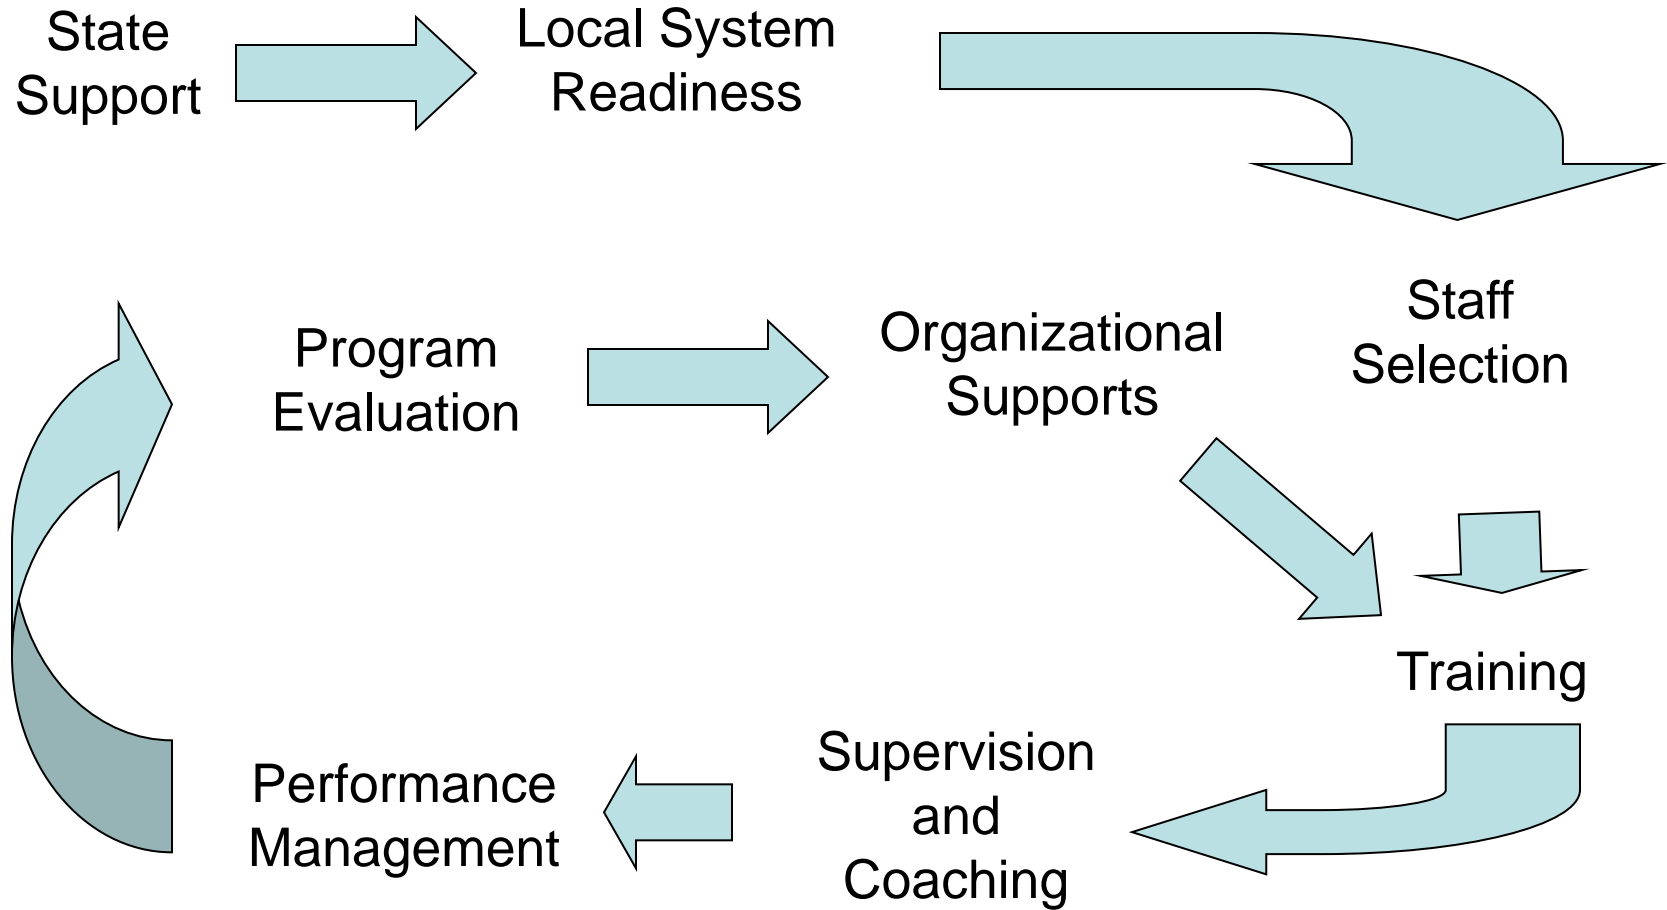 State
Support
Local System
Readiness
Staff
Selection
Organizational
Supports
Program
Evaluation
Training
Supervision
and
Coaching
Performance
Management